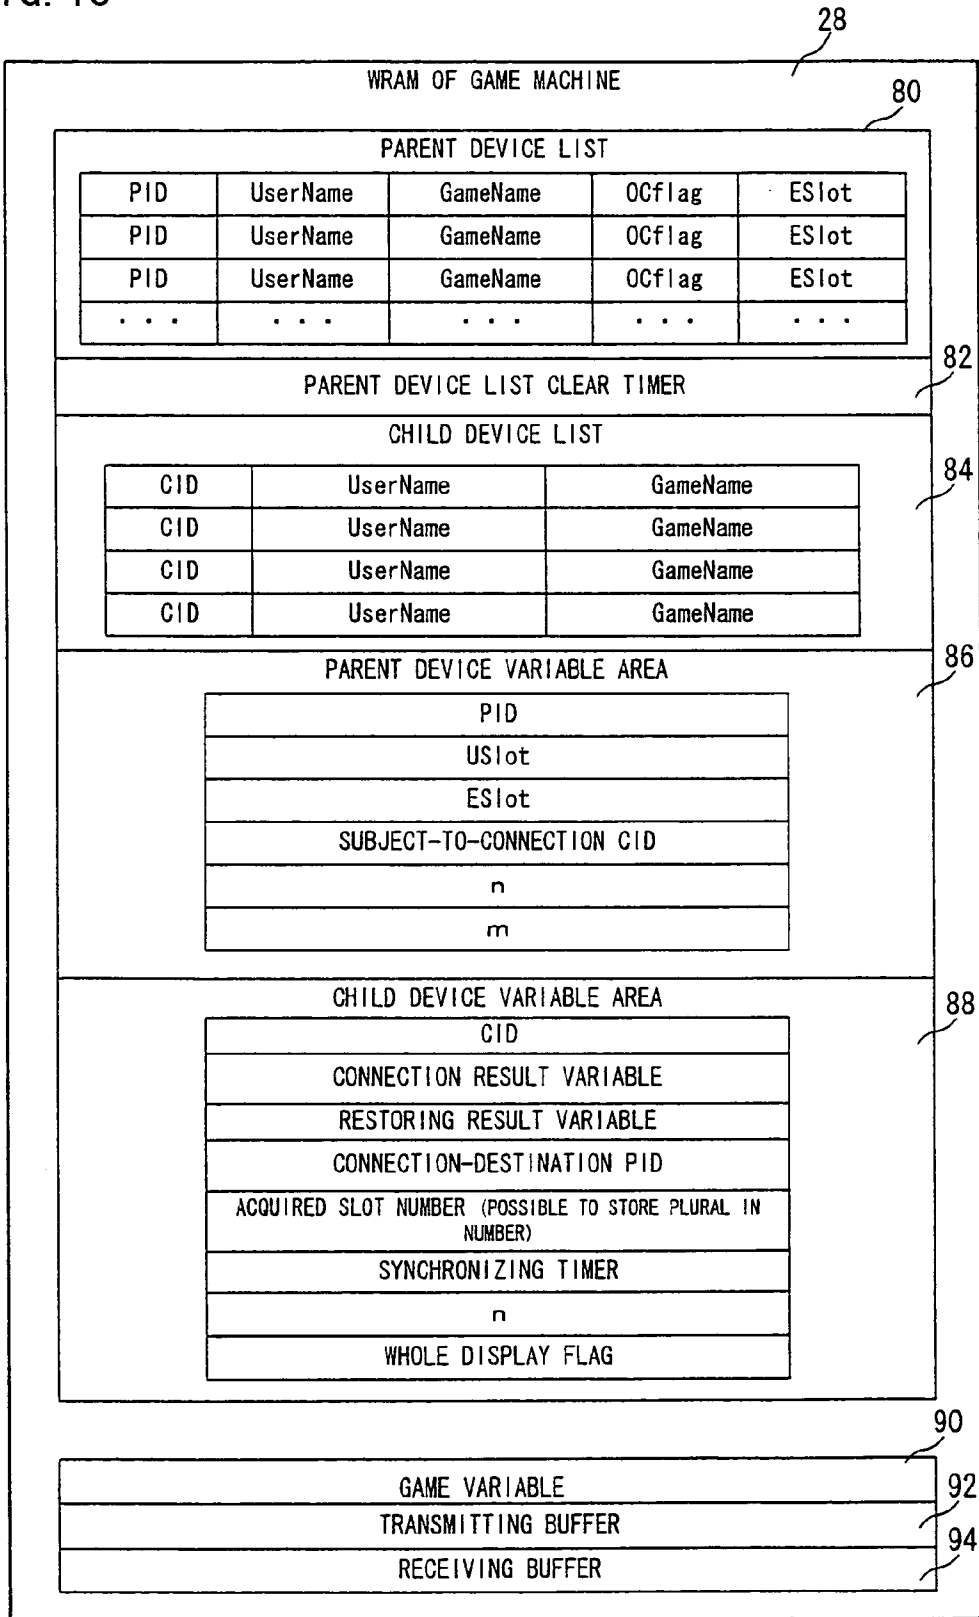 28
WRAM OF GAME MACHINE
80
PARENT DEVICE LIST
PID UserName GameName OCflag ESlot
PID UserName GameName OCflag ESlot
PID UserName GameName OCflag ESlot
... ... ... ... ...
82
PARENT DEVICE LIST CLEAR TIMER
CHILD DEVICE LIST
84
CID UserName GameName
CID UserName GameName
CID UserName GameName
CID UserName GameName
86
PARENT DEVICE VARIABLE AREA
PID
USlot
ESlot
SUBJECT-TO-CONNECTION CID
n
m
CHILD DEVICE VARIABLE AREA
88
CID
CONNECTION RESULT VARIABLE
RESTORING RESULT VARIABLE
CONNECTION-DESTINATION PID
ACQUIRED SLOT NUMBER (POSSIBLE TO STORE PLURAL IN
NUMBER)
SYNCHRONIZING TIMER
n
WHOLE DISPLAY FLAG
90
GAME VARIABLE
92
TRANSMITTING BUFFER
94
RECEIVING BUFFER